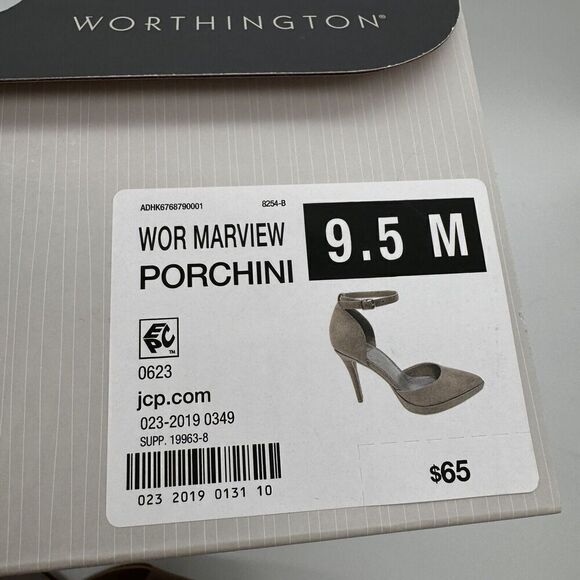 WORTHINGTON®
ADHK6768790001 8254-B
WOR MARVIEW
PORCHINI
9.5 M
EPC™
0623
jcp.com
023-2019 0349
SUPP. 19963-8
023 2019 0131 10
$65